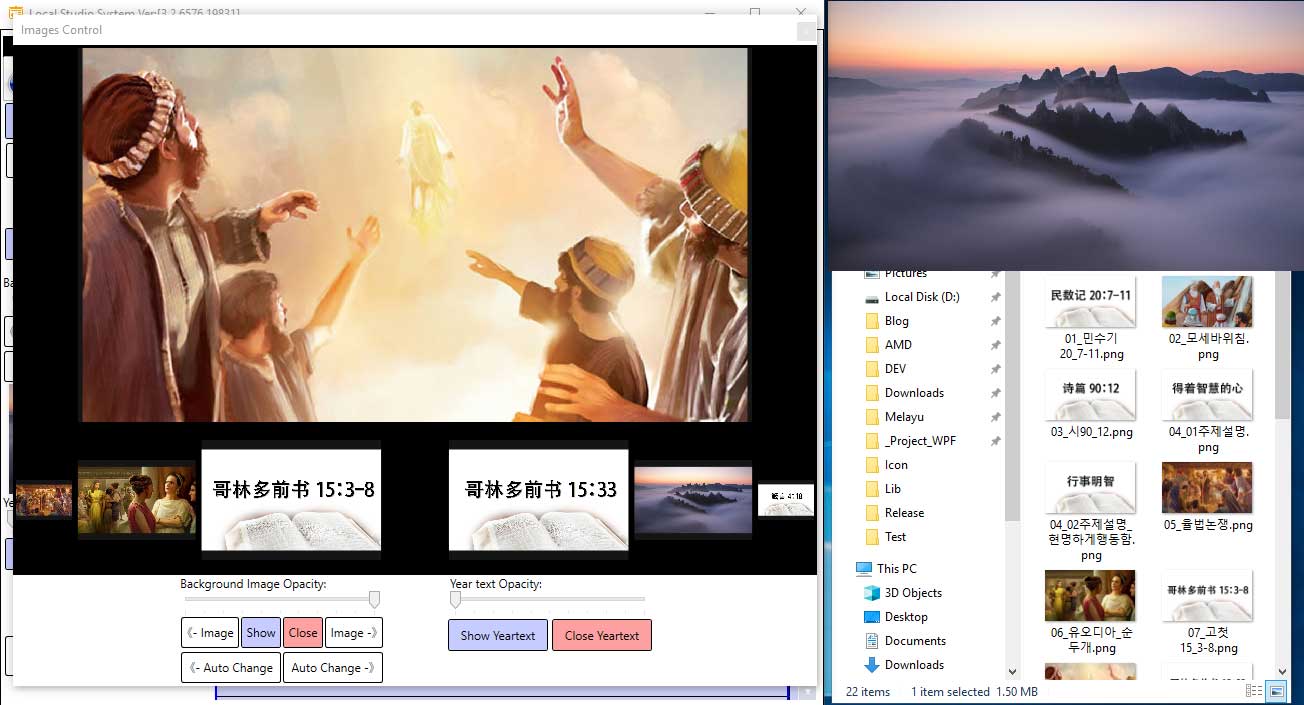 Local Studio System Ver:[3.2.6576.19831]
Images Control
哥林多前书 15:3-8
哥林多前书 15:33
Background Image Opacity:
Year text Opacity:
<- Image
Show
Close
Image ->
Show Yeartext
Close Yeartext
<- Auto Change
Auto Change ->
Pictures
Local Disk (D:)
Blog
AMD
DEV
Downloads
Melayu
_Project_WPF
Icon
Lib
Release
Test
This PC
3D Objects
Desktop
Documents
Downloads
民数记 20:7-11
01_민수기
20_7-11.png
02_모세바위침.
png
诗篇 90:12
03_시90_12.png
得着智慧的心
04_01주제설명.
png
行事明智
04_02주제설명_
현명하게행동함.
png
05_율법논쟁.png
06_유오디아_순
두개.png
哥林多前书 15:3-8
07_고첫
15_3-8.png
22 items
1 item selected 1.50 MB